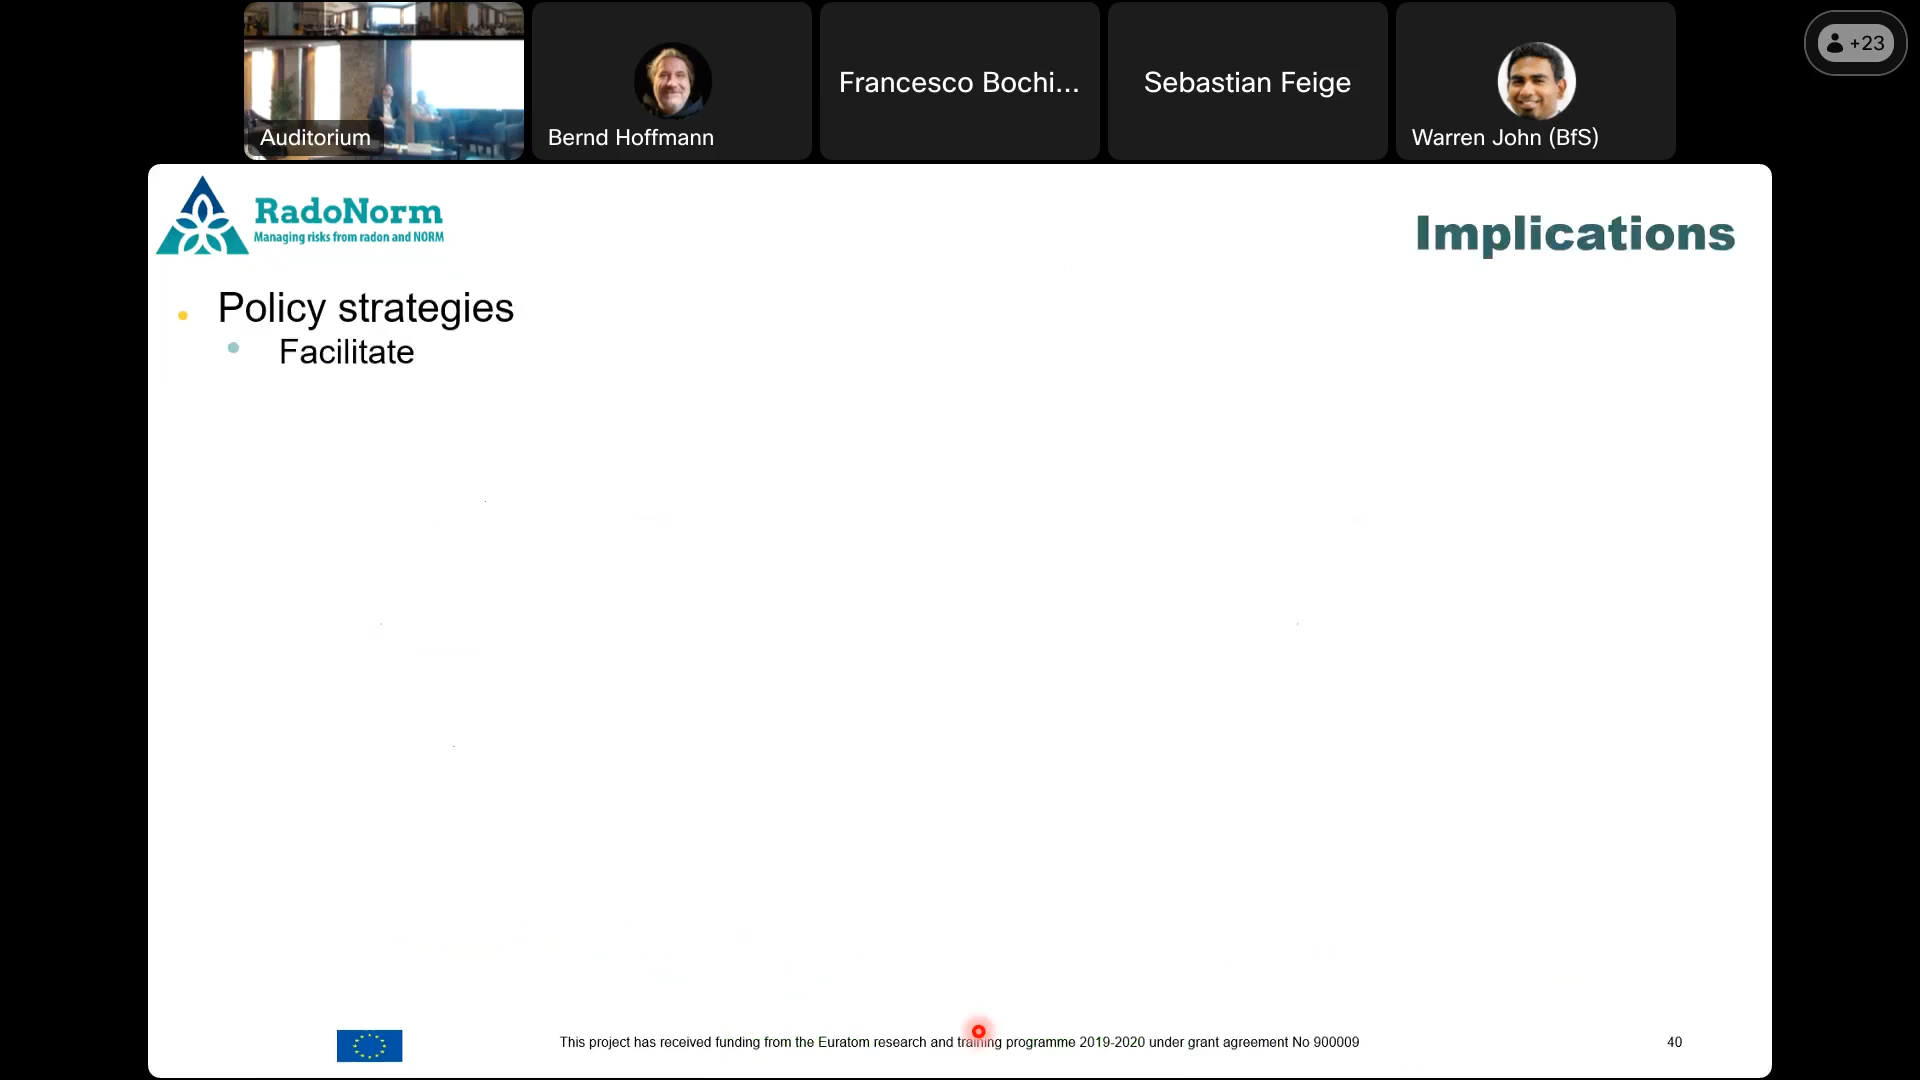 Auditorium
Bernd Hoffmann
Francesco Bochi...
Sebastian Feige
Warren John (BfS)
+23
RadoNorm
Managing risks from radon and NORM
Implications
Policy strategies
Facilitate
This project has received funding from the Euratom research and training programme 2019-2020 under grant agreement No 900009
40